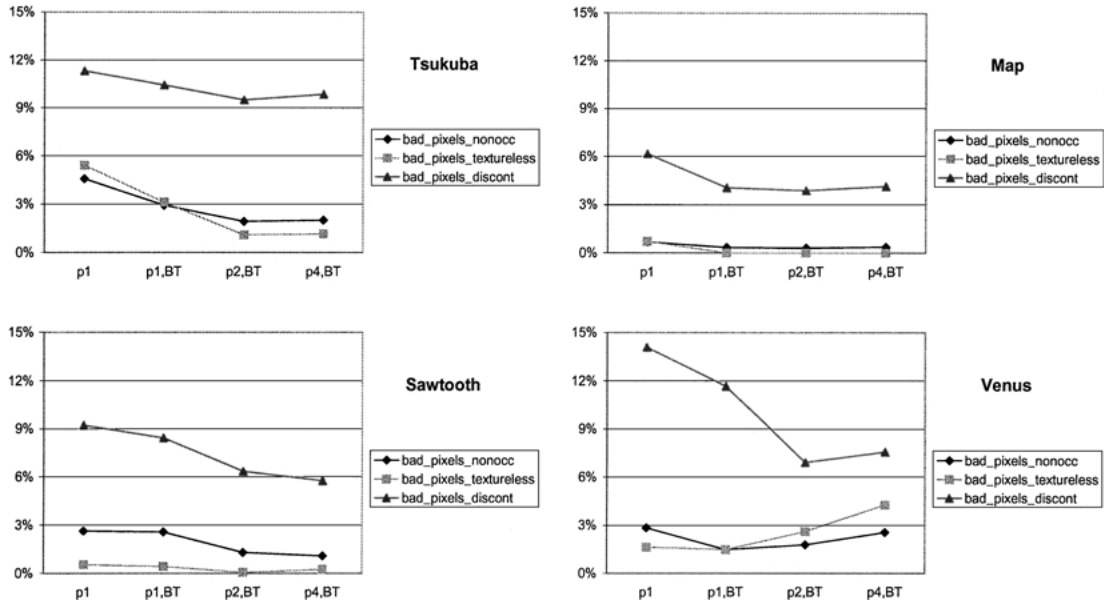 15%
12%
9%
6%
3%
0%
p1
p1,BT
p2,BT
p4,BT
Tsukuba
bad_pixels_nonocc
bad_pixels_textureless
bad_pixels_discont
15%
12%
9%
6%
3%
0%
p1
p1,BT
p2,BT
p4,BT
Map
bad_pixels_nonocc
bad_pixels_textureless
bad_pixels_discont
15%
12%
9%
6%
3%
0%
p1
p1,BT
p2,BT
p4,BT
Sawtooth
bad_pixels_nonocc
bad_pixels_textureless
bad_pixels_discont
15%
12%
9%
6%
3%
0%
p1
p1,BT
p2,BT
p4,BT
Venus
bad_pixels_nonocc
bad_pixels_textureless
bad_pixels_discont